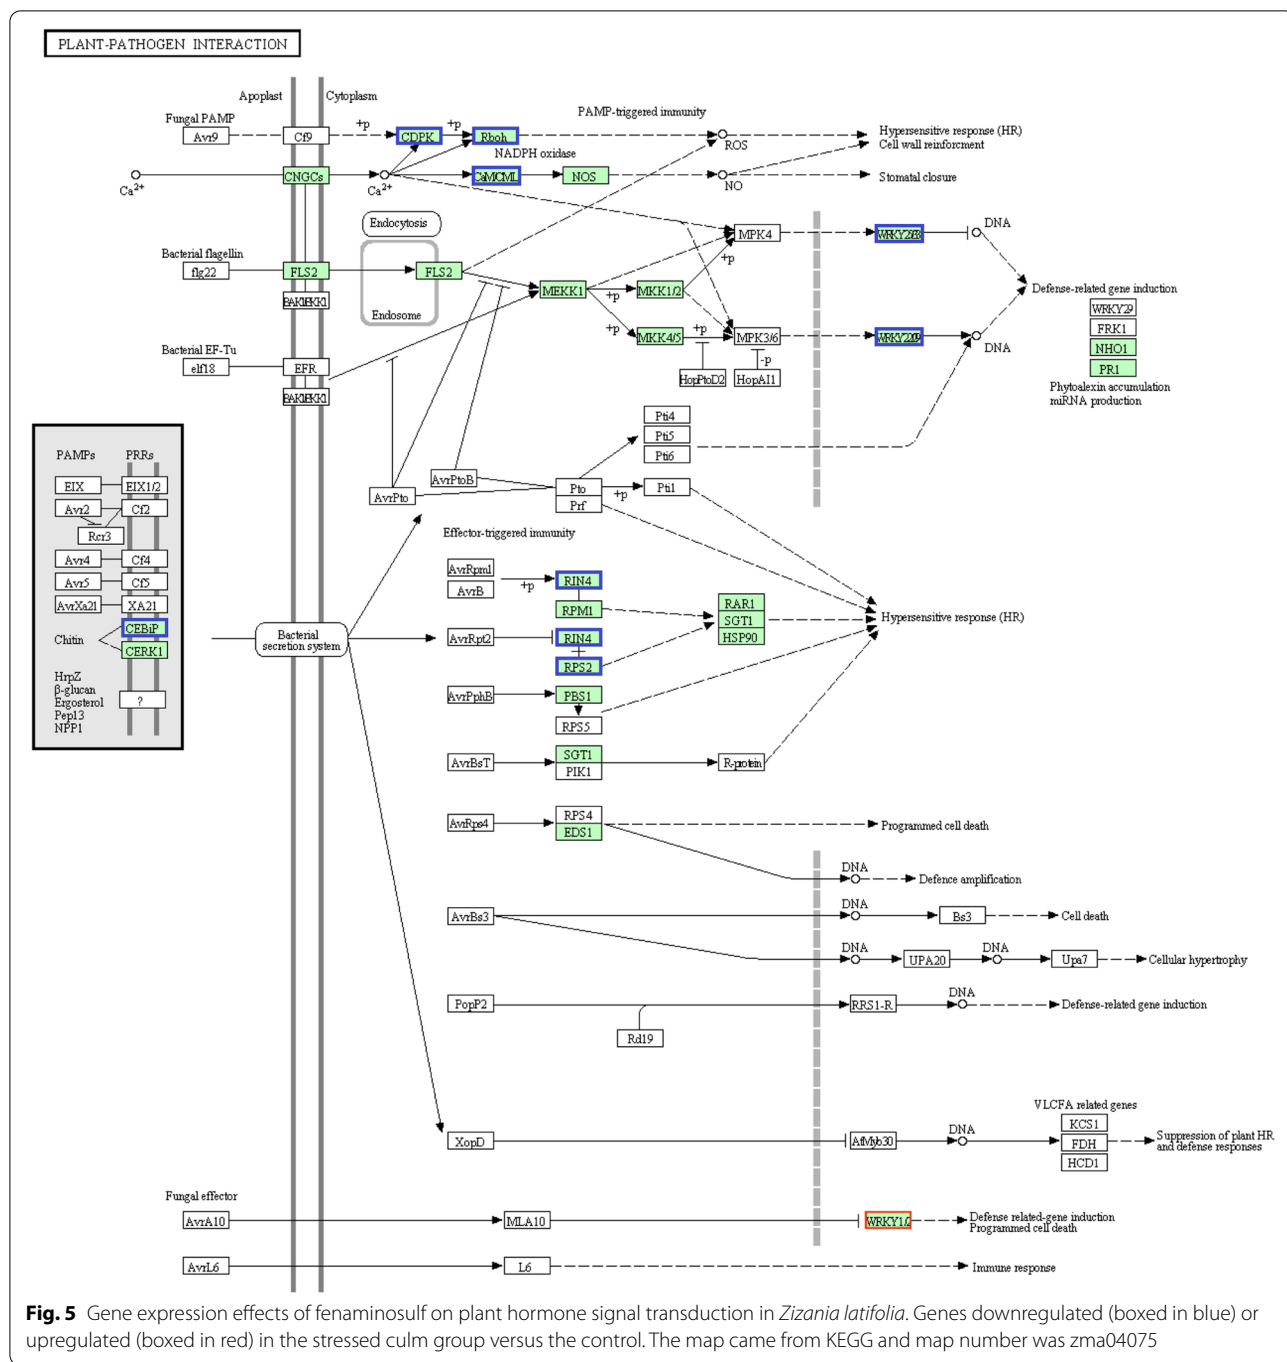 PLANT-PATHOGEN INTERACTION
Apoplast
Cytoplasm
PAMP-triggered immunity
Fungal PAMP
Avr9
Cf9
+p
CDPK
+p
Rboh
ROS
Hypersensitive response (HR)
Cell wall reinforcment
NADPH oxidase
Ca2+
CNGCs
Ca2+
CaMCML
NOS
NO
Stomatal closure
Endocytosis
MPK4
DNA
Bacterial flagellin
flg22
FLS2
FLS2
MEKK1
+p
MKK1/2
+p
Defense-related gene induction
WRKY29
FRK1
NHO1
PR1
Phytoalexin accumulation
miRNA production
Endosome
+p
MKK4/5
+p
MPK3/6
DNA
Bacterial EF-Tu
elf18
EFR
-p
HopPtoD2
HopAI1
Pti4
Pti5
Pti6
PAMPs
PRRs
EIX
EIX1/2
Avr2
Cf2
Rcr3
Avr4
Cf4
Avr5
Cf5
AvrXa21
XA21
Chitin
CEBiP
CERK1
HrpZ
β-glucan
Ergosterol
Pep13
NPP1
?
AvrPtoB
AvrPto
Pto
Prf
+p
Pti1
Effector-triggered immunity
AvrRpm1
AvrB
+p
RIN4
RPM1
RAR1
SGT1
HSP90
Hypersensitive response (HR)
Bacterial
secretion system
AvrRpt2
RIN4
RPS2
AvrPphB
PBS1
RPS5
AvrBsT
SGT1
PIK1
R-protein
AvrRps4
RPS4
EDS1
Programmed cell death
DNA
Defence amplification
AvrBs3
DNA
Bs3
Cell death
DNA
UPA20
DNA
Upa7
Cellular hypertrophy
PopP2
Rd19
RRS1-R
DNA
Defense-related gene induction
XopD
AtMyb30
DNA
VLCFA related genes
KCS1
FDH
HCD1
Suppression of plant HR
and defense responses
Fungal effector
AvrA10
MLA10
WRKY1/2
Defense related-gene induction
Programmed cell death
AvrL6
L6
Immune response
Fig. 5 Gene expression effects of fenaminosulf on plant hormone signal transduction in Zizania latifolia. Genes downregulated (boxed in blue) or
upregulated (boxed in red) in the stressed culm group versus the control. The map came from KEGG and map number was zma04075